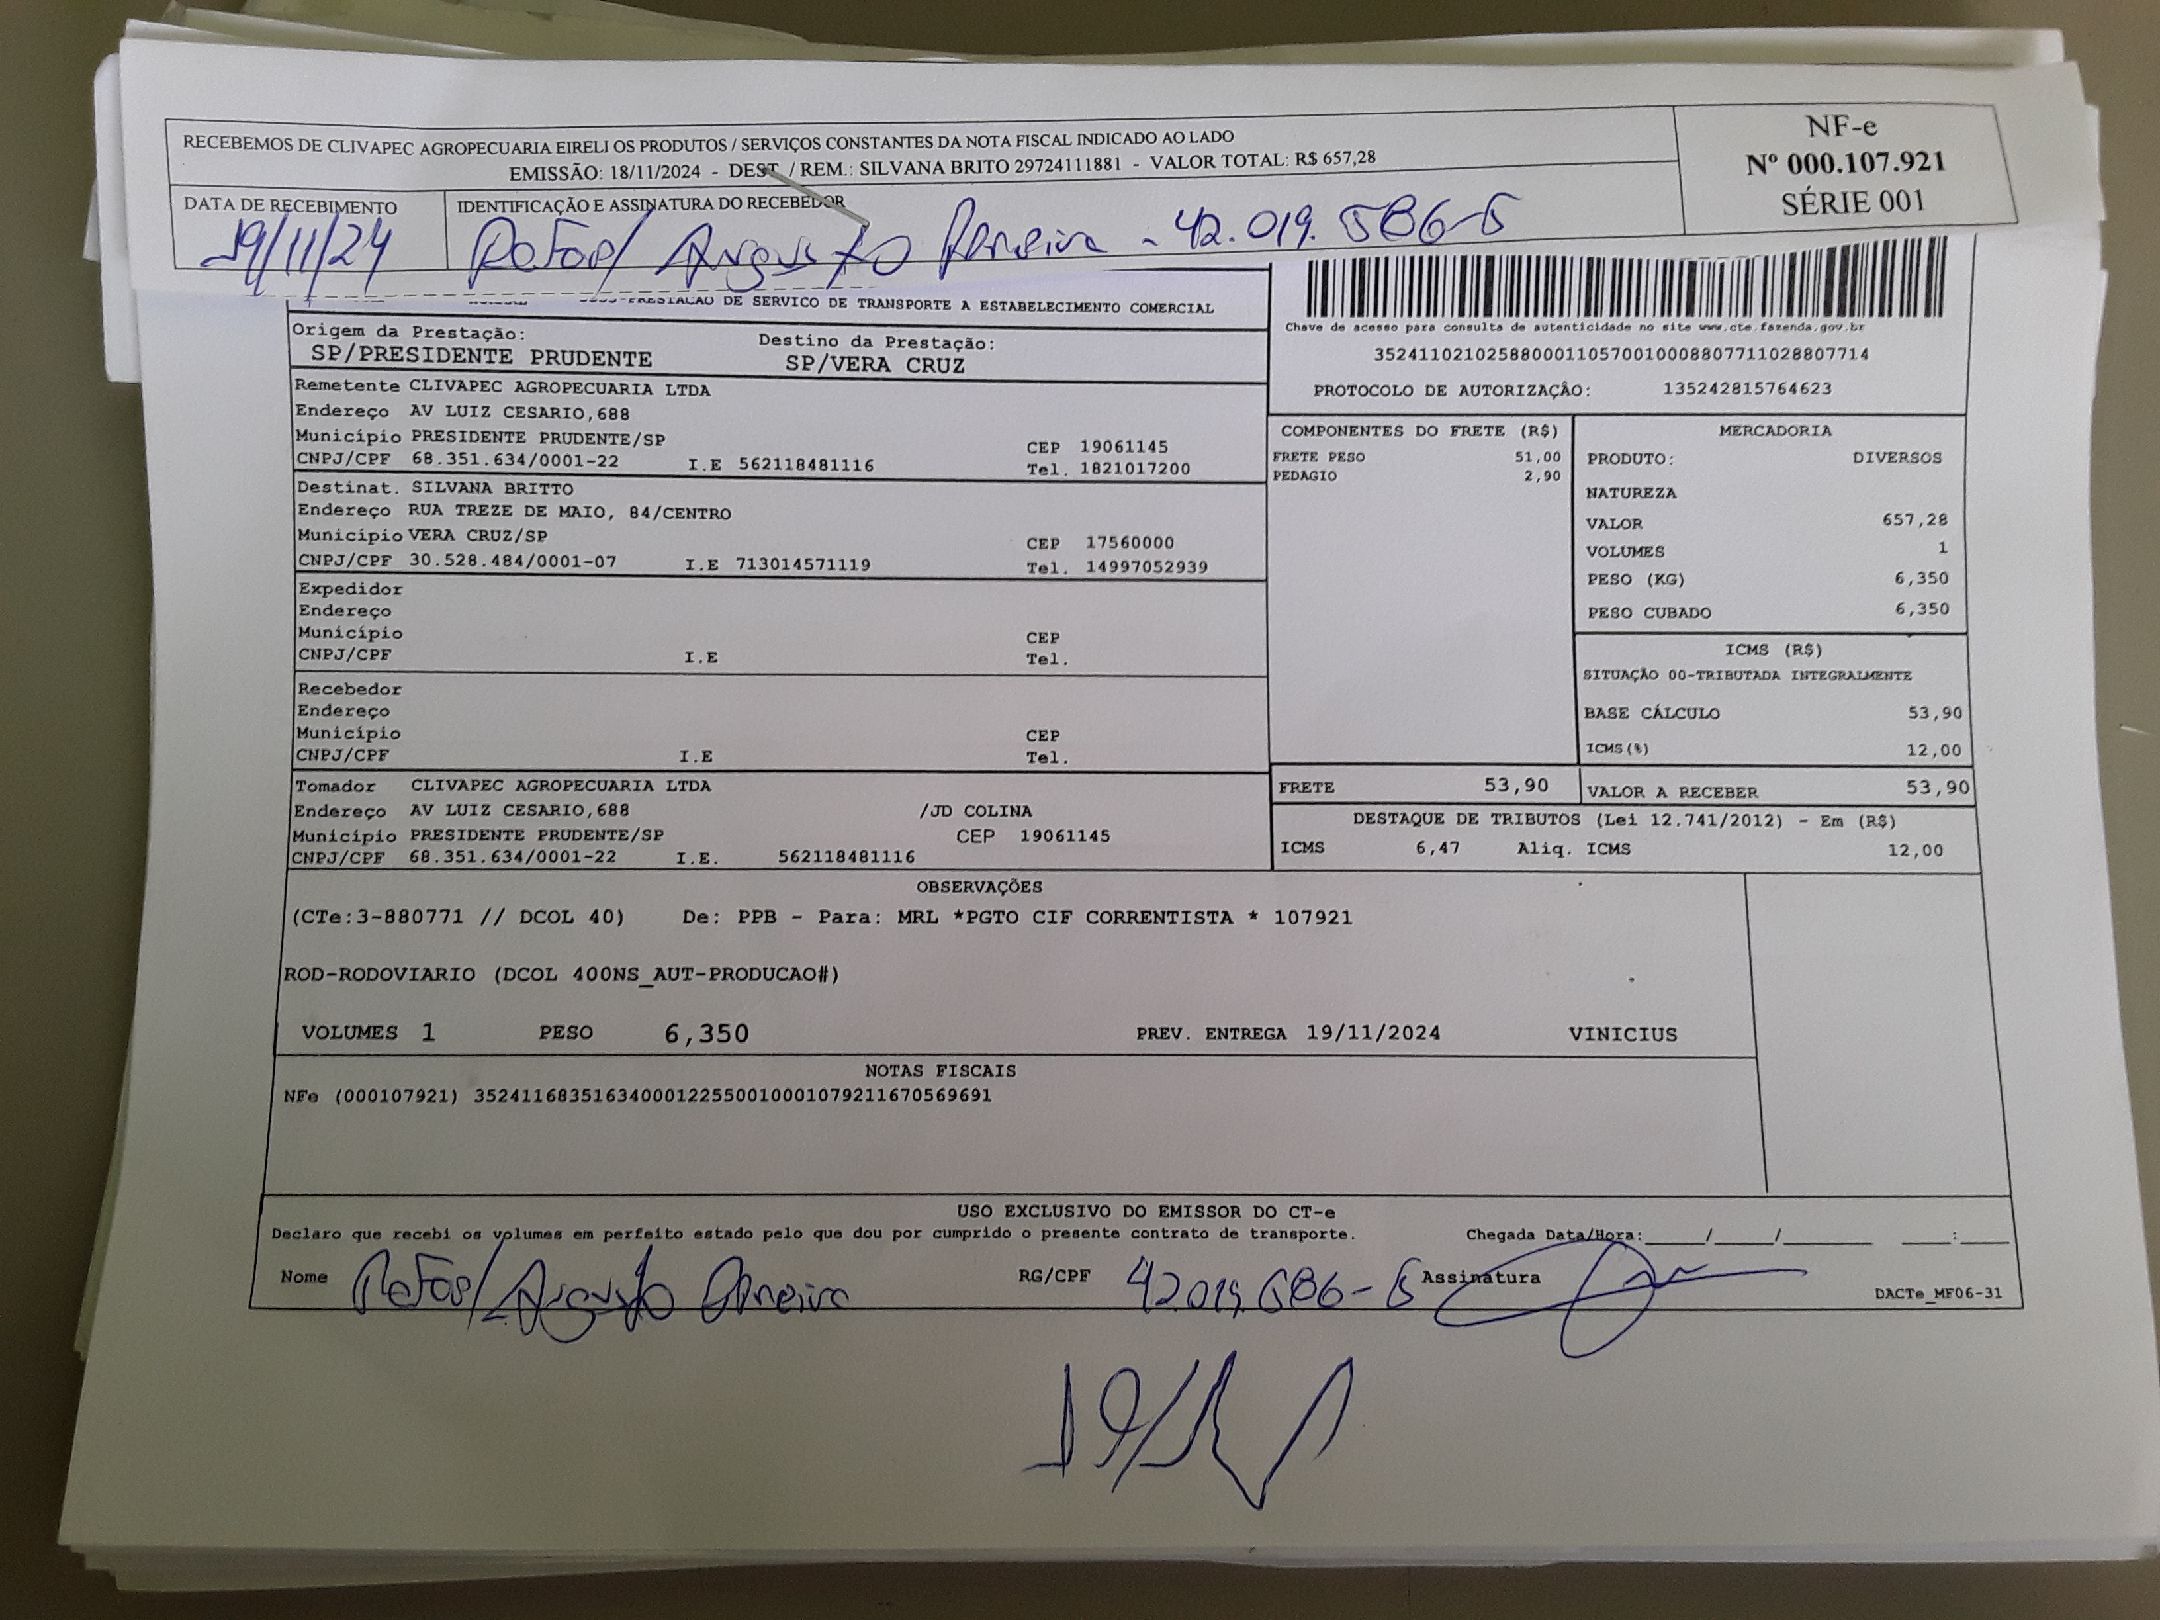 RECEBEMOS DE CLIVAPEC AGROPECUARIA EIRELI OS PRODUTOS / SERVIÇOS CONSTANTES DA NOTA FISCAL INDICADO AO LADO
EMISSÃO: 18/11/2024 - DEST. / REM.: SILVANA BRITO 29724111881 - VALOR TOTAL: R$ 657,28
NF-e
Nº 000.107.921
SÉRIE 001
DATA DE RECEBIMENTO
19/11/24
IDENTIFICAÇÃO E ASSINATURA DO RECEBEDOR
Rafael Augusto - 42.019.586-5
PRESTACAO DE SERVICO DE TRANSPORTE A ESTABELECIMENTO COMERCIAL
Origem da Prestação:
SP/PRESIDENTE PRUDENTE
Destino da Prestação:
SP/VERA CRUZ
Chave de acesso para consulta de autenticidade no site www.cte.fazenda.gov.br
35241102102588000110570010008807711028807714
PROTOCOLO DE AUTORIZAÇÃO: 135242815764623
Remetente CLIVAPEC AGROPECUARIA LTDA
Endereço AV LUIZ CESARIO,688
Município PRESIDENTE PRUDENTE/SP CEP 19061145
CNPJ/CPF 68.351.634/0001-22 I.E 562118481116 Tel. 1821017200
Destinat. SILVANA BRITTO
Endereço RUA TREZE DE MAIO, 84/CENTRO
Município VERA CRUZ/SP CEP 17560000
CNPJ/CPF 30.528.484/0001-07 I.E 713014571119 Tel. 14997052939
Expedidor
Endereço
Município CEP
CNPJ/CPF I.E Tel.
Recebedor
Endereço
Município CEP
CNPJ/CPF I.E Tel.
Tomador CLIVAPEC AGROPECUARIA LTDA
Endereço AV LUIZ CESARIO,688 /JD COLINA
Município PRESIDENTE PRUDENTE/SP CEP 19061145
CNPJ/CPF 68.351.634/0001-22 I.E. 562118481116
COMPONENTES DO FRETE (R$)
FRETE PESO 51,00
PEDAGIO 2,90
MERCADORIA
PRODUTO: DIVERSOS
NATUREZA
VALOR 657,28
VOLUMES 1
PESO (KG) 6,350
PESO CUBADO 6,350
ICMS (R$)
SITUAÇÃO 00-TRIBUTADA INTEGRALMENTE
BASE CÁLCULO 53,90
ICMS(%) 12,00
FRETE 53,90
VALOR A RECEBER 53,90
DESTAQUE DE TRIBUTOS (Lei 12.741/2012) - Em (R$)
ICMS 6,47 Aliq. ICMS 12,00
OBSERVAÇÕES
(CTe:3-880771 // DCOL 40) De: PPB - Para: MRL *PGTO CIF CORRENTISTA * 107921
ROD-RODOVIARIO (DCOL 400NS_AUT-PRODUCAO#)
VOLUMES 1 PESO 6,350 PREV. ENTREGA 19/11/2024 VINICIUS
NOTAS FISCAIS
NFe (000107921) 35241168351634000122550010001079211670569691
USO EXCLUSIVO DO EMISSOR DO CT-e
Declaro que recebi os volumes em perfeito estado pelo que dou por cumprido o presente contrato de transporte. Chegada Data/Hora:_____/_____/_______ ____:____
Nome Rafael Augusto RG/CPF 42.019.586-5 Assinatura
DACTe_MF06-31